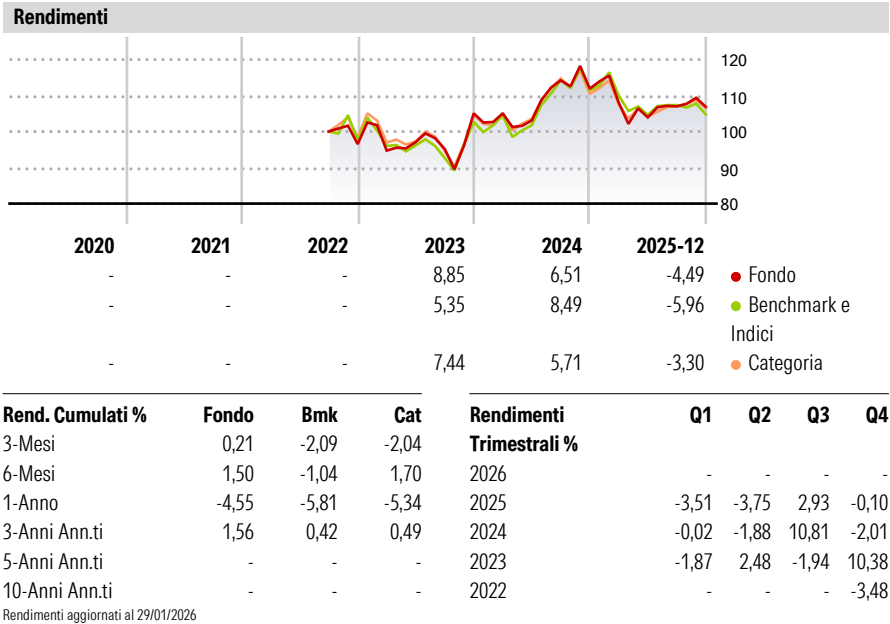 Rendimenti
120
110
100
90
80
2020 2021 2022 2023 2024 2025-12
- - - 8,85 6,51 -4,49 Fondo
- - - 5,35 8,49 -5,96 Benchmark e
Indici
- - - 7,44 5,71 -3,30 Categoria
Rend. Cumulati % Fondo Bmk Cat
3-Mesi 0,21 -2,09 -2,04
6-Mesi 1,50 -1,04 1,70
1-Anno -4,55 -5,81 -5,34
3-Anni Ann.ti 1,56 0,42 0,49
5-Anni Ann.ti - - -
10-Anni Ann.ti - - -
Rendimenti aggiornati al 29/01/2026
Rendimenti Q1 Q2 Q3 Q4
Trimestrali %
2026 - - - -
2025 -3,51 -3,75 2,93 -0,10
2024 -0,02 -1,88 10,81 -2,01
2023 -1,87 2,48 -1,94 10,38
2022 - - - -3,48